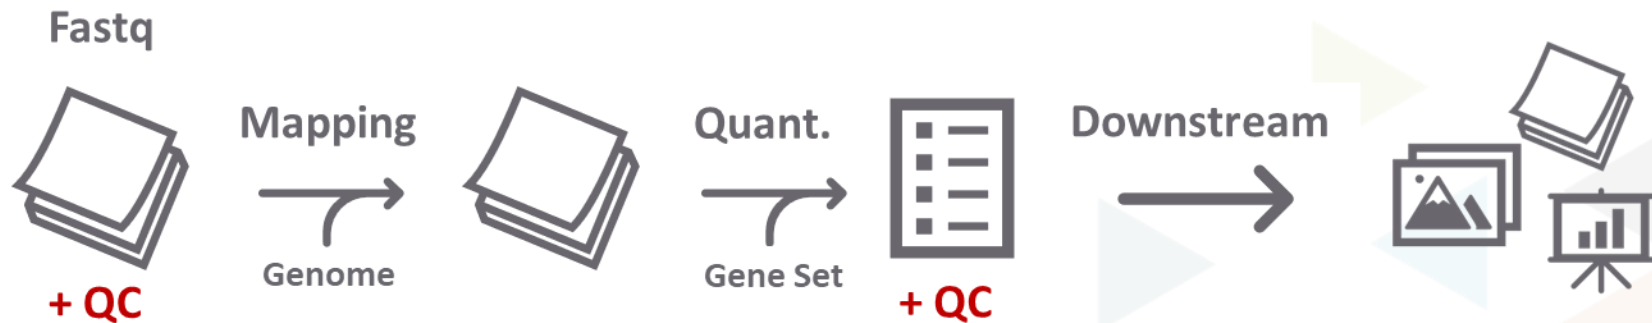 Fastq
+ QC
Mapping
Genome
Quant.
Gene Set
+ QC
Downstream